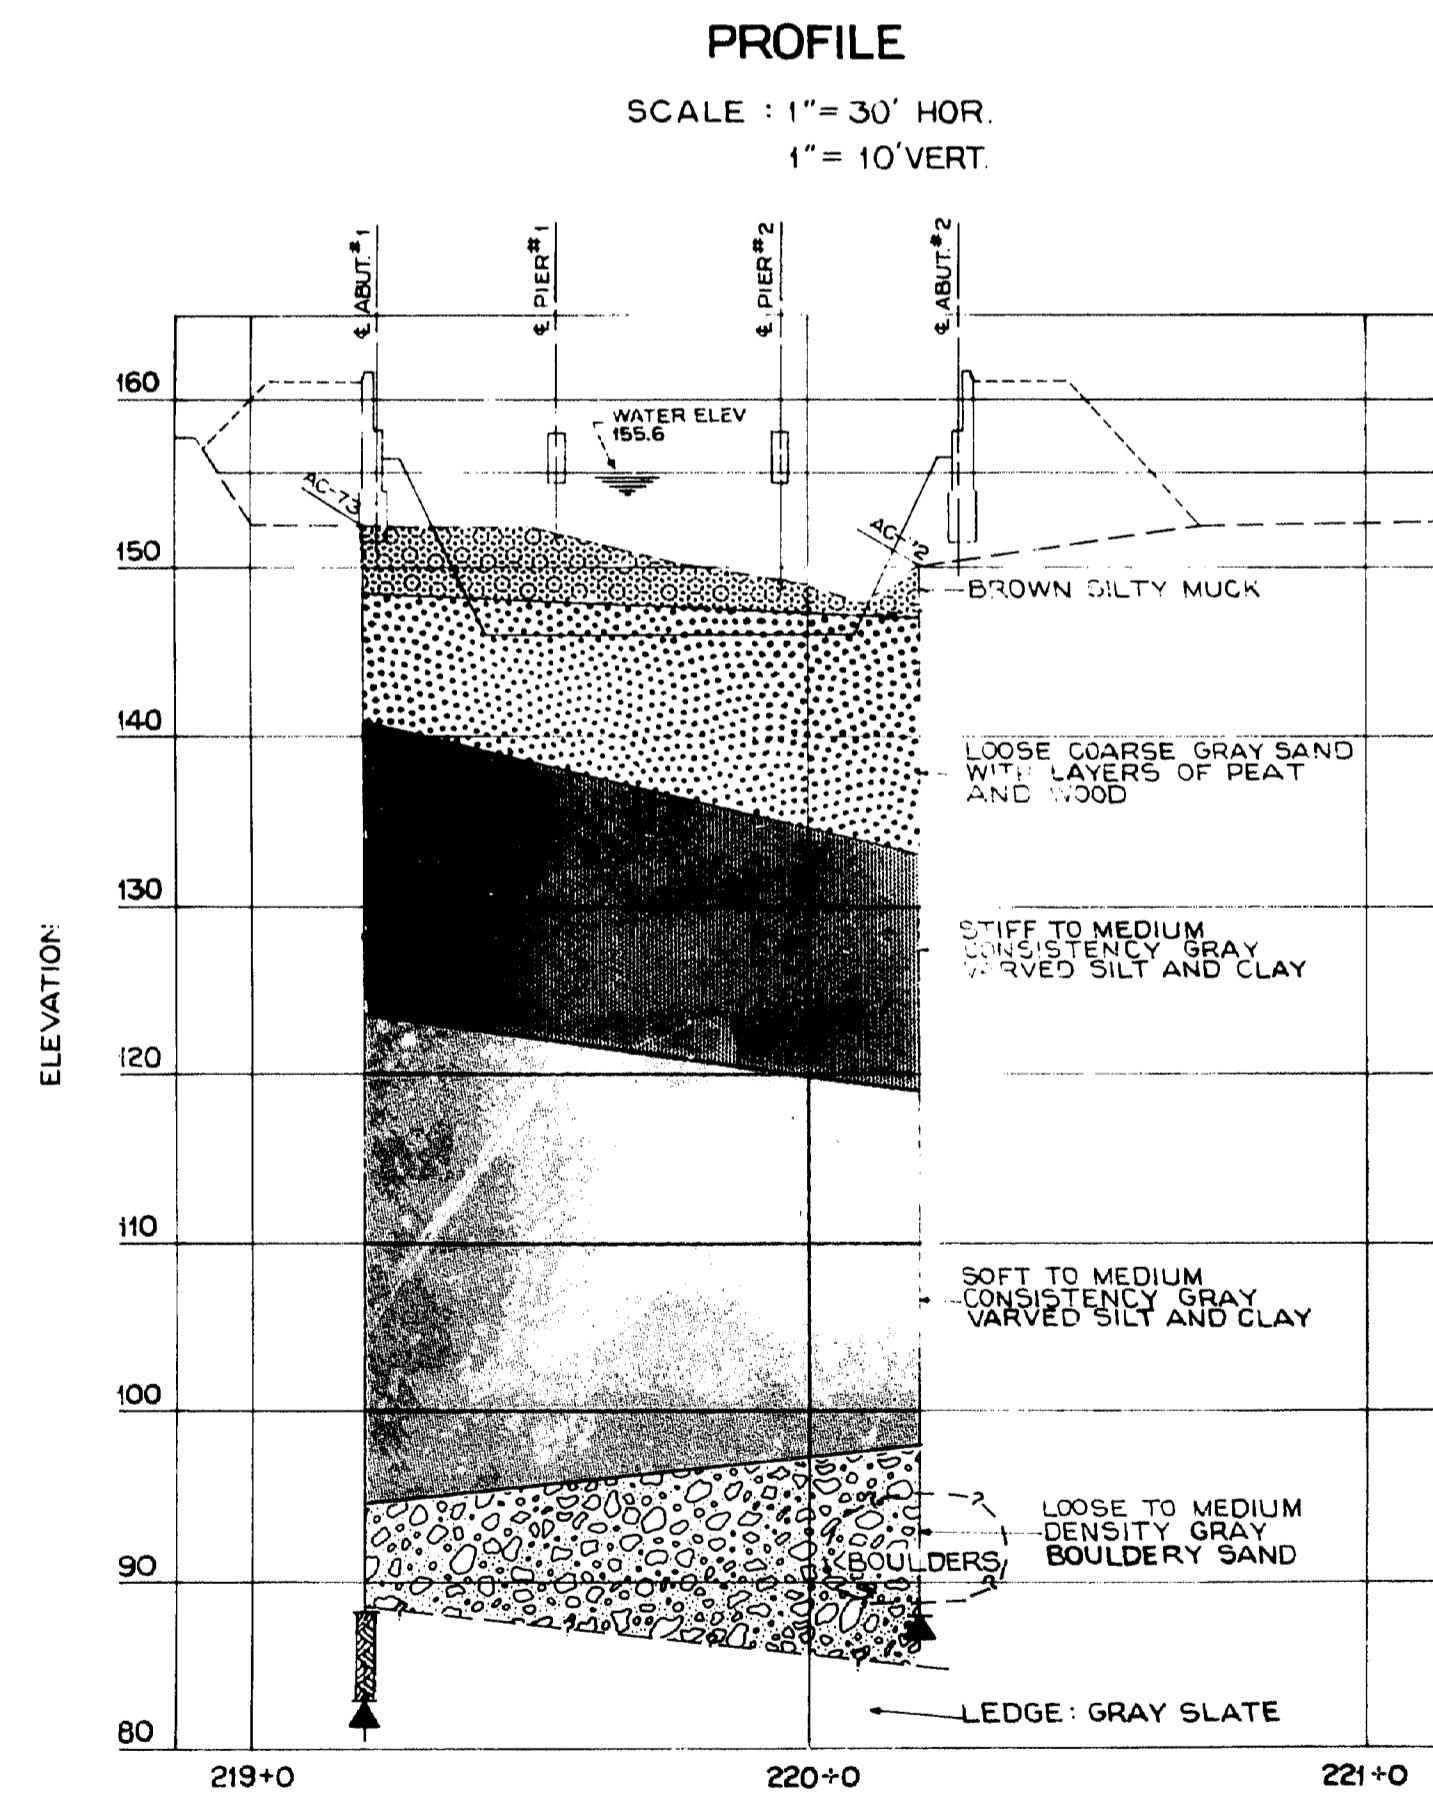 PROFILE
SCALE : 1"= 30' HOR.
1"= 10' VERT.
℄ ABUT.#1
℄ PIER#1
℄ PIER#2
℄ ABUT.#2
160
WATER ELEV
155.6
AC-73
AC-72
150
BROWN SILTY MUCK
140
LOOSE COARSE GRAY SAND
WITH LAYERS OF PEAT
AND WOOD
130
STIFF TO MEDIUM
CONSISTENCY GRAY
VARVED SILT AND CLAY
ELEVATION
120
110
SOFT TO MEDIUM
CONSISTENCY GRAY
VARVED SILT AND CLAY
100
LOOSE TO MEDIUM
DENSITY GRAY
BOULDERY SAND
BOULDERS
90
?
?
?
?
LEDGE: GRAY SLATE
80
219+0
220+0
221+0